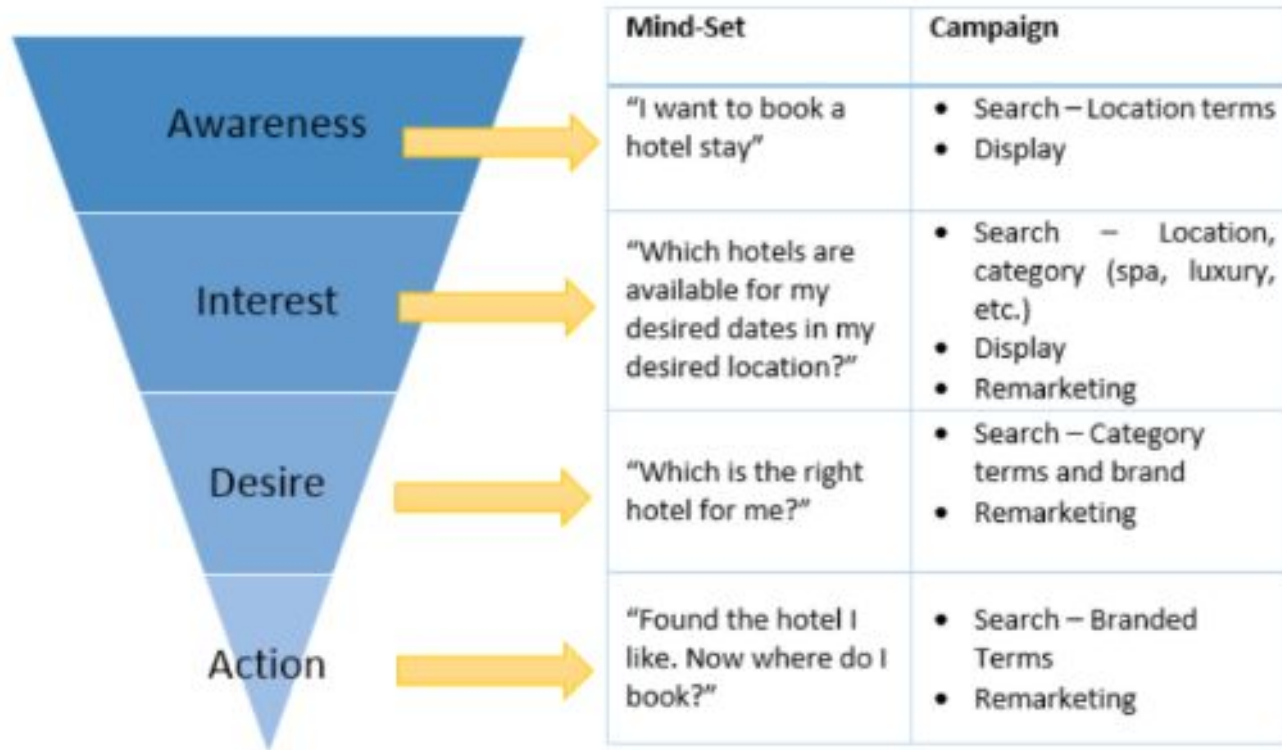 Mind-Set
Campaign
Awareness
“I want to book a
hotel stay”
• Search – Location terms
• Display
Interest
“Which hotels are
available for my
desired dates in my
desired location?”
• Search – Location,
category (spa, luxury,
etc.)
• Display
• Remarketing
Desire
“Which is the right
hotel for me?”
• Search – Category
terms and brand
• Remarketing
Action
“Found the hotel I
like. Now where do I
book?”
• Search – Branded
Terms
• Remarketing